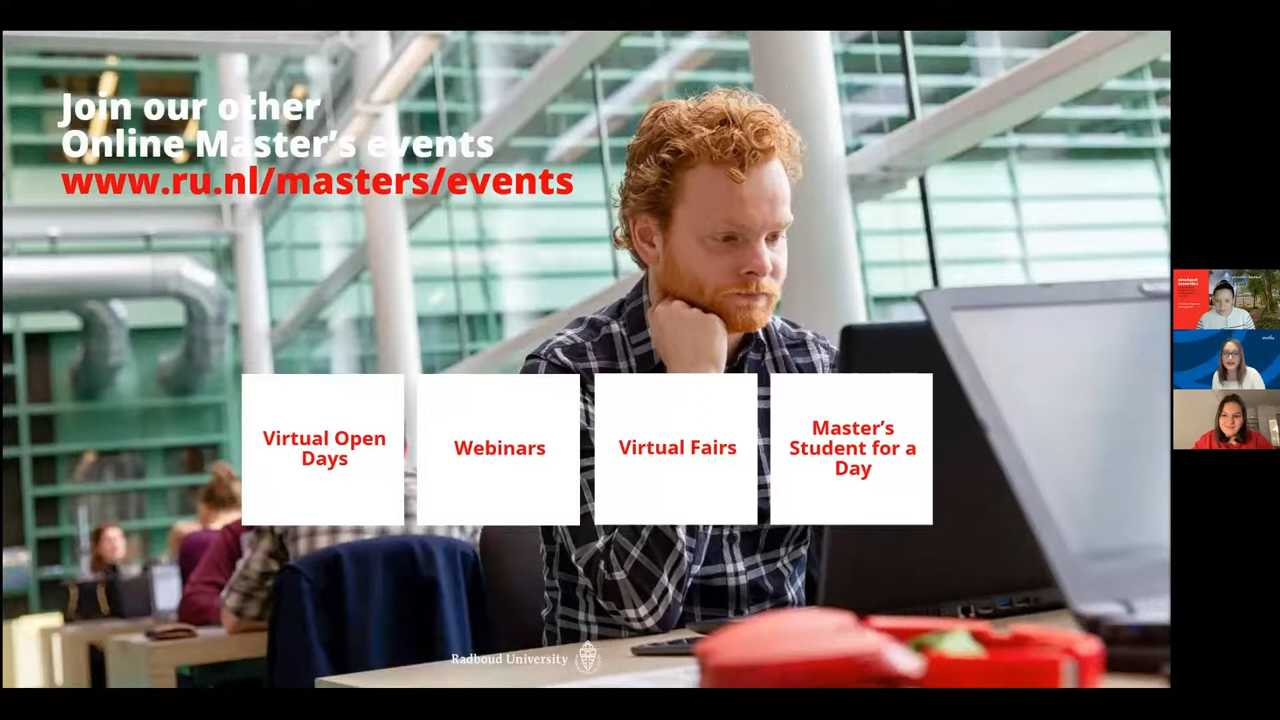 Join our other
Online Master's events
www.ru.nl/masters/events
Virtual Open
Days
Webinars
Virtual Fairs
Master's
Student for a
Day
Radboud University